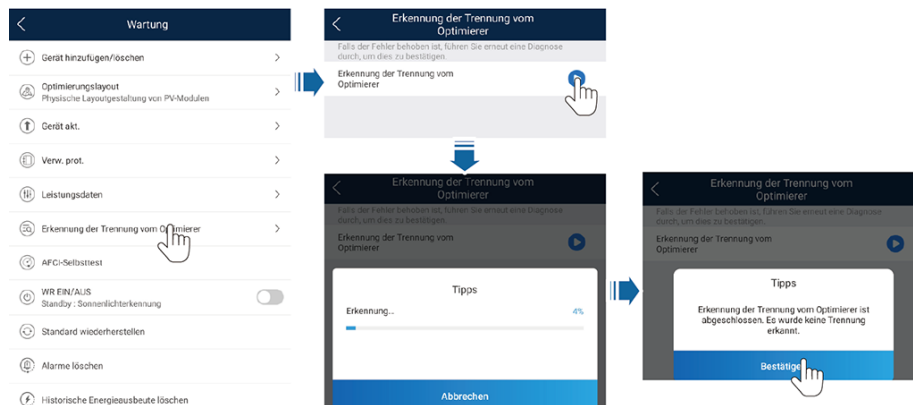 Wartung
Gerät hinzufügen/löschen
Optimierungslayout
Physische Layoutgestaltung von PV-Modulen
Gerät akt.
Verw. prot.
Leistungsdaten
Erkennung der Trennung vom Optimierer
AFCI-Selbsttest
WR EIN/AUS
Standby : Sonnenlichterkennung
Standard wiederherstellen
Alarme löschen
Historische Energieausbeute löschen
Erkennung der Trennung vom
Optimierer
Falls der Fehler behoben ist, führen Sie erneut eine Diagnose
durch, um dies zu bestätigen.
Erkennung der Trennung vom
Optimierer
Erkennung der Trennung vom
Optimierer
Falls der Fehler behoben ist, führen Sie erneut eine Diagnose
durch, um dies zu bestätigen.
Erkennung der Trennung vom
Optimierer
Tipps
Erkennung...
4%
Abbrechen
Erkennung der Trennung vom
Optimierer
Falls der Fehler behoben ist, führen Sie erneut eine Diagnose
durch, um dies zu bestätigen.
Erkennung der Trennung vom
Optimierer
Tipps
Erkennung der Trennung vom Optimierer ist
abgeschlossen. Es wurde keine Trennung
erkannt.
Bestätige